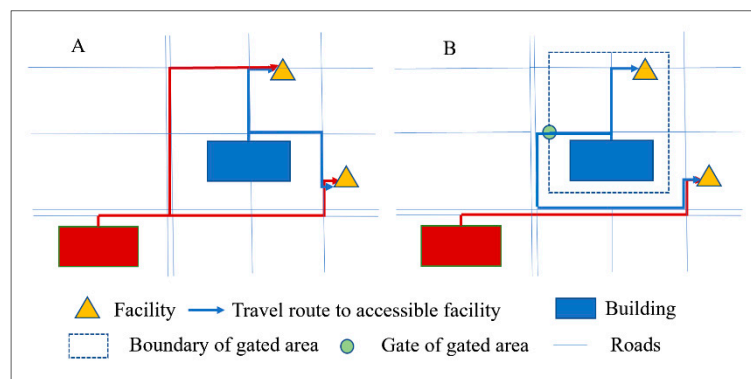 A
B
Facility
Travel route to accessible facility
Building
Boundary of gated area
Gate of gated area
Roads